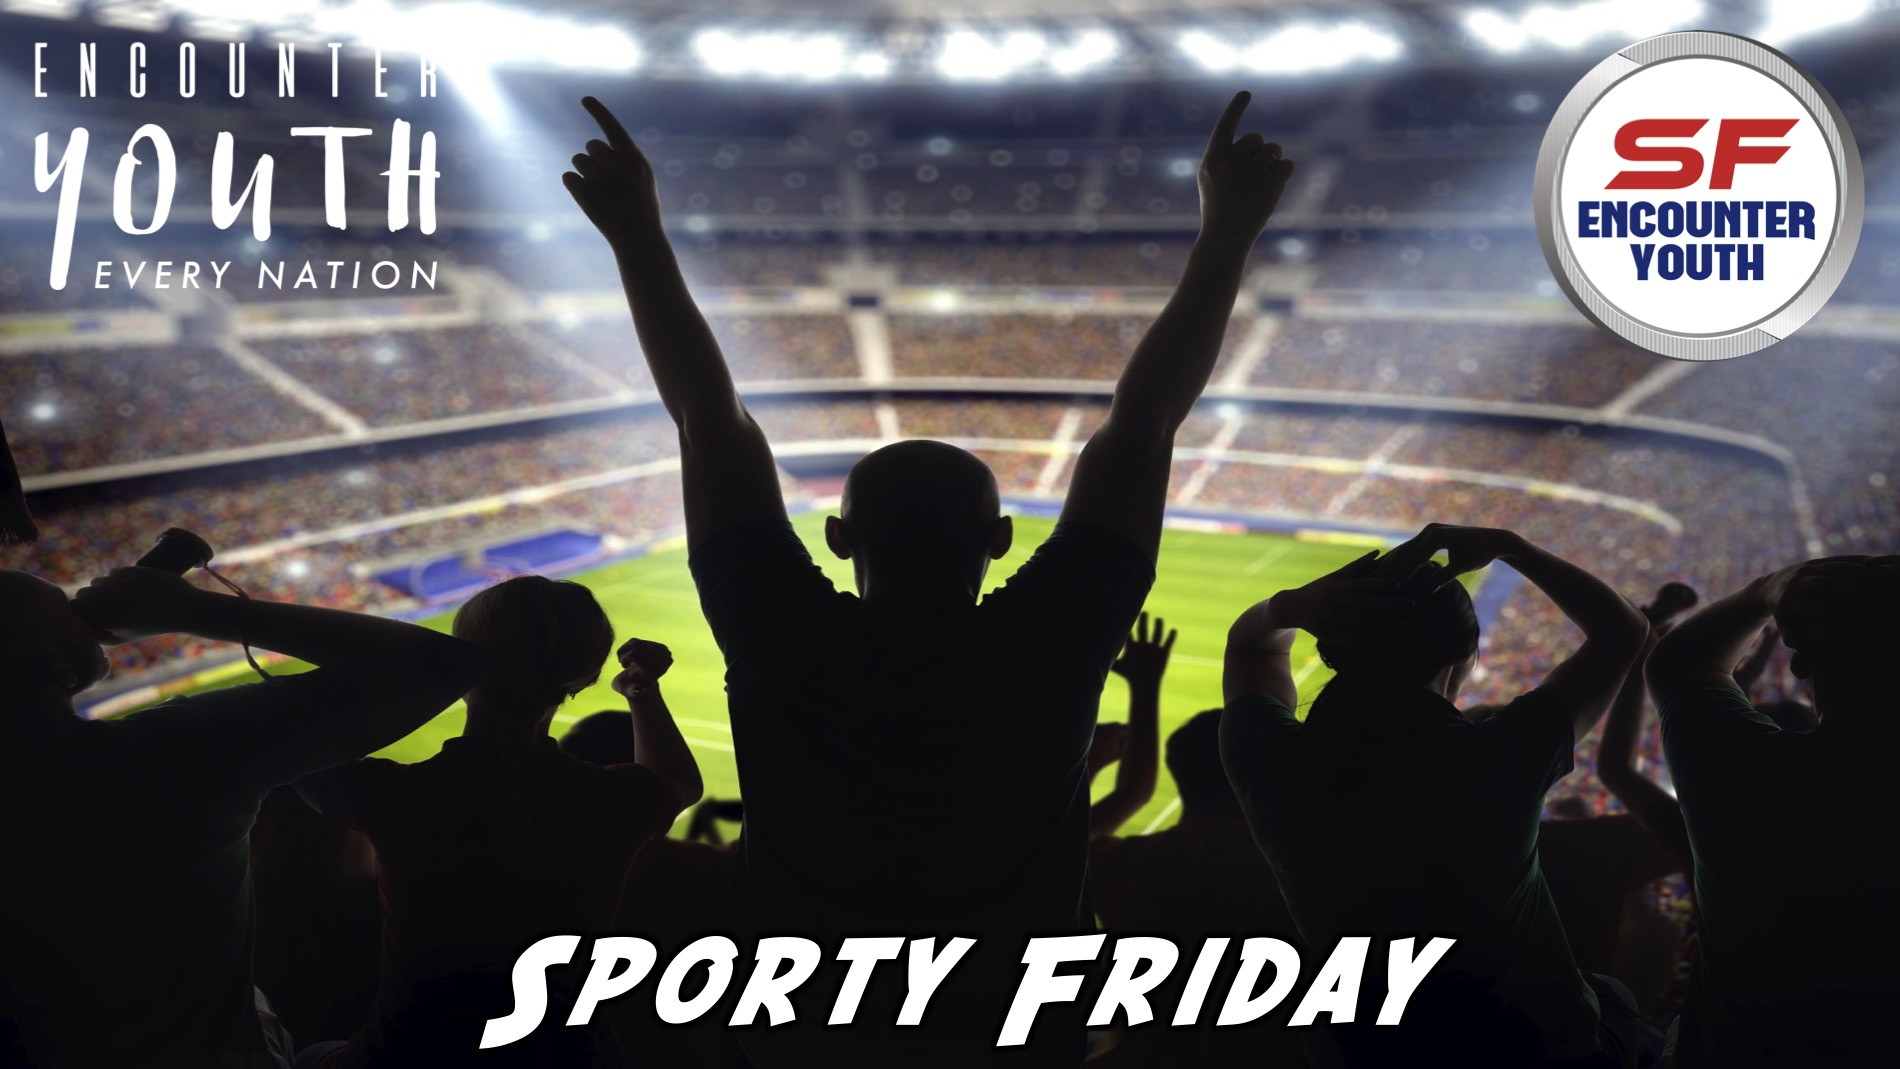 ENCOUNTER
YOUTH
EVERY NATION
SF
ENCOUNTER
YOUTH
SPORTY FRIDAY